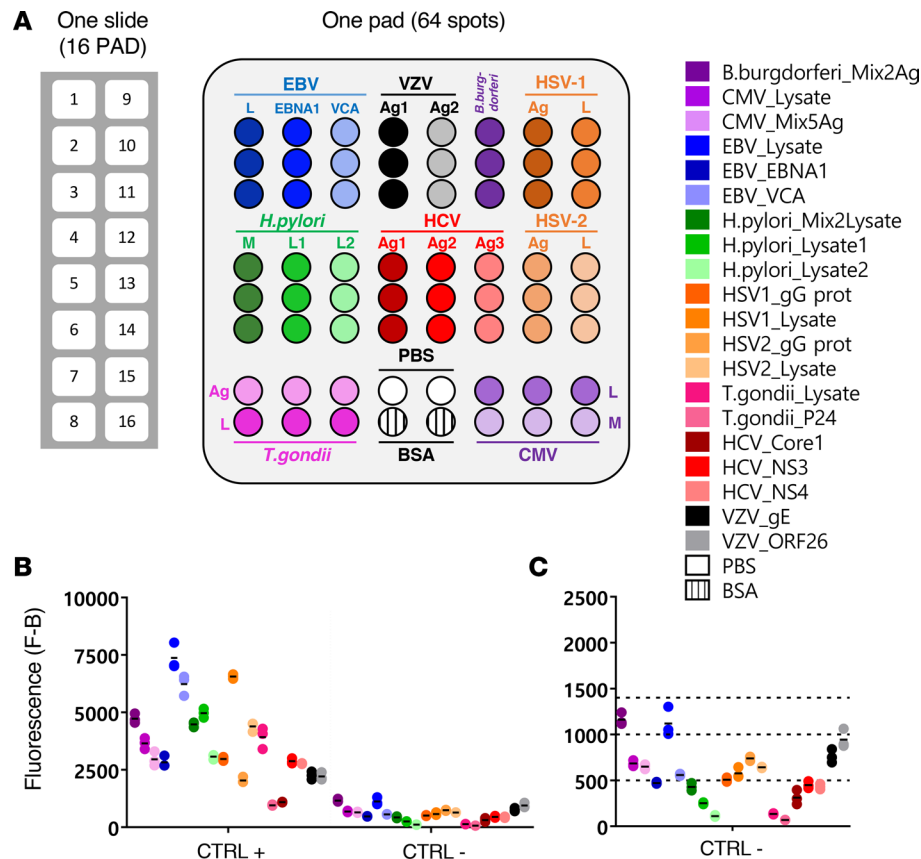 A
One slide
(16 PAD)
One pad (64 spots)
1 9
2 10
3 11
4 12
5 13
6 14
7 15
8 16
EBV VZV B.burg-
dorferi HSV-1
L EBNA1 VCA Ag1 Ag2 Ag L
H.pylori HCV HSV-2
M L1 L2 Ag1 Ag2 Ag3 Ag L
PBS
Ag L
L M
T.gondii BSA CMV
B.burgdorferi_Mix2Ag
CMV_Lysate
CMV_Mix5Ag
EBV_Lysate
EBV_EBNA1
EBV_VCA
H.pylori_Mix2Lysate
H.pylori_Lysate1
H.pylori_Lysate2
HSV1_gG prot
HSV1_Lysate
HSV2_gG prot
HSV2_Lysate
T.gondii_Lysate
T.gondii_P24
HCV_Core1
HCV_NS3
HCV_NS4
VZV_gE
VZV_ORF26
PBS
BSA
B
Fluorescence (F-B)
10000
7500
5000
2500
0
CTRL + CTRL -
C
2500
2000
1500
1000
500
0
CTRL -